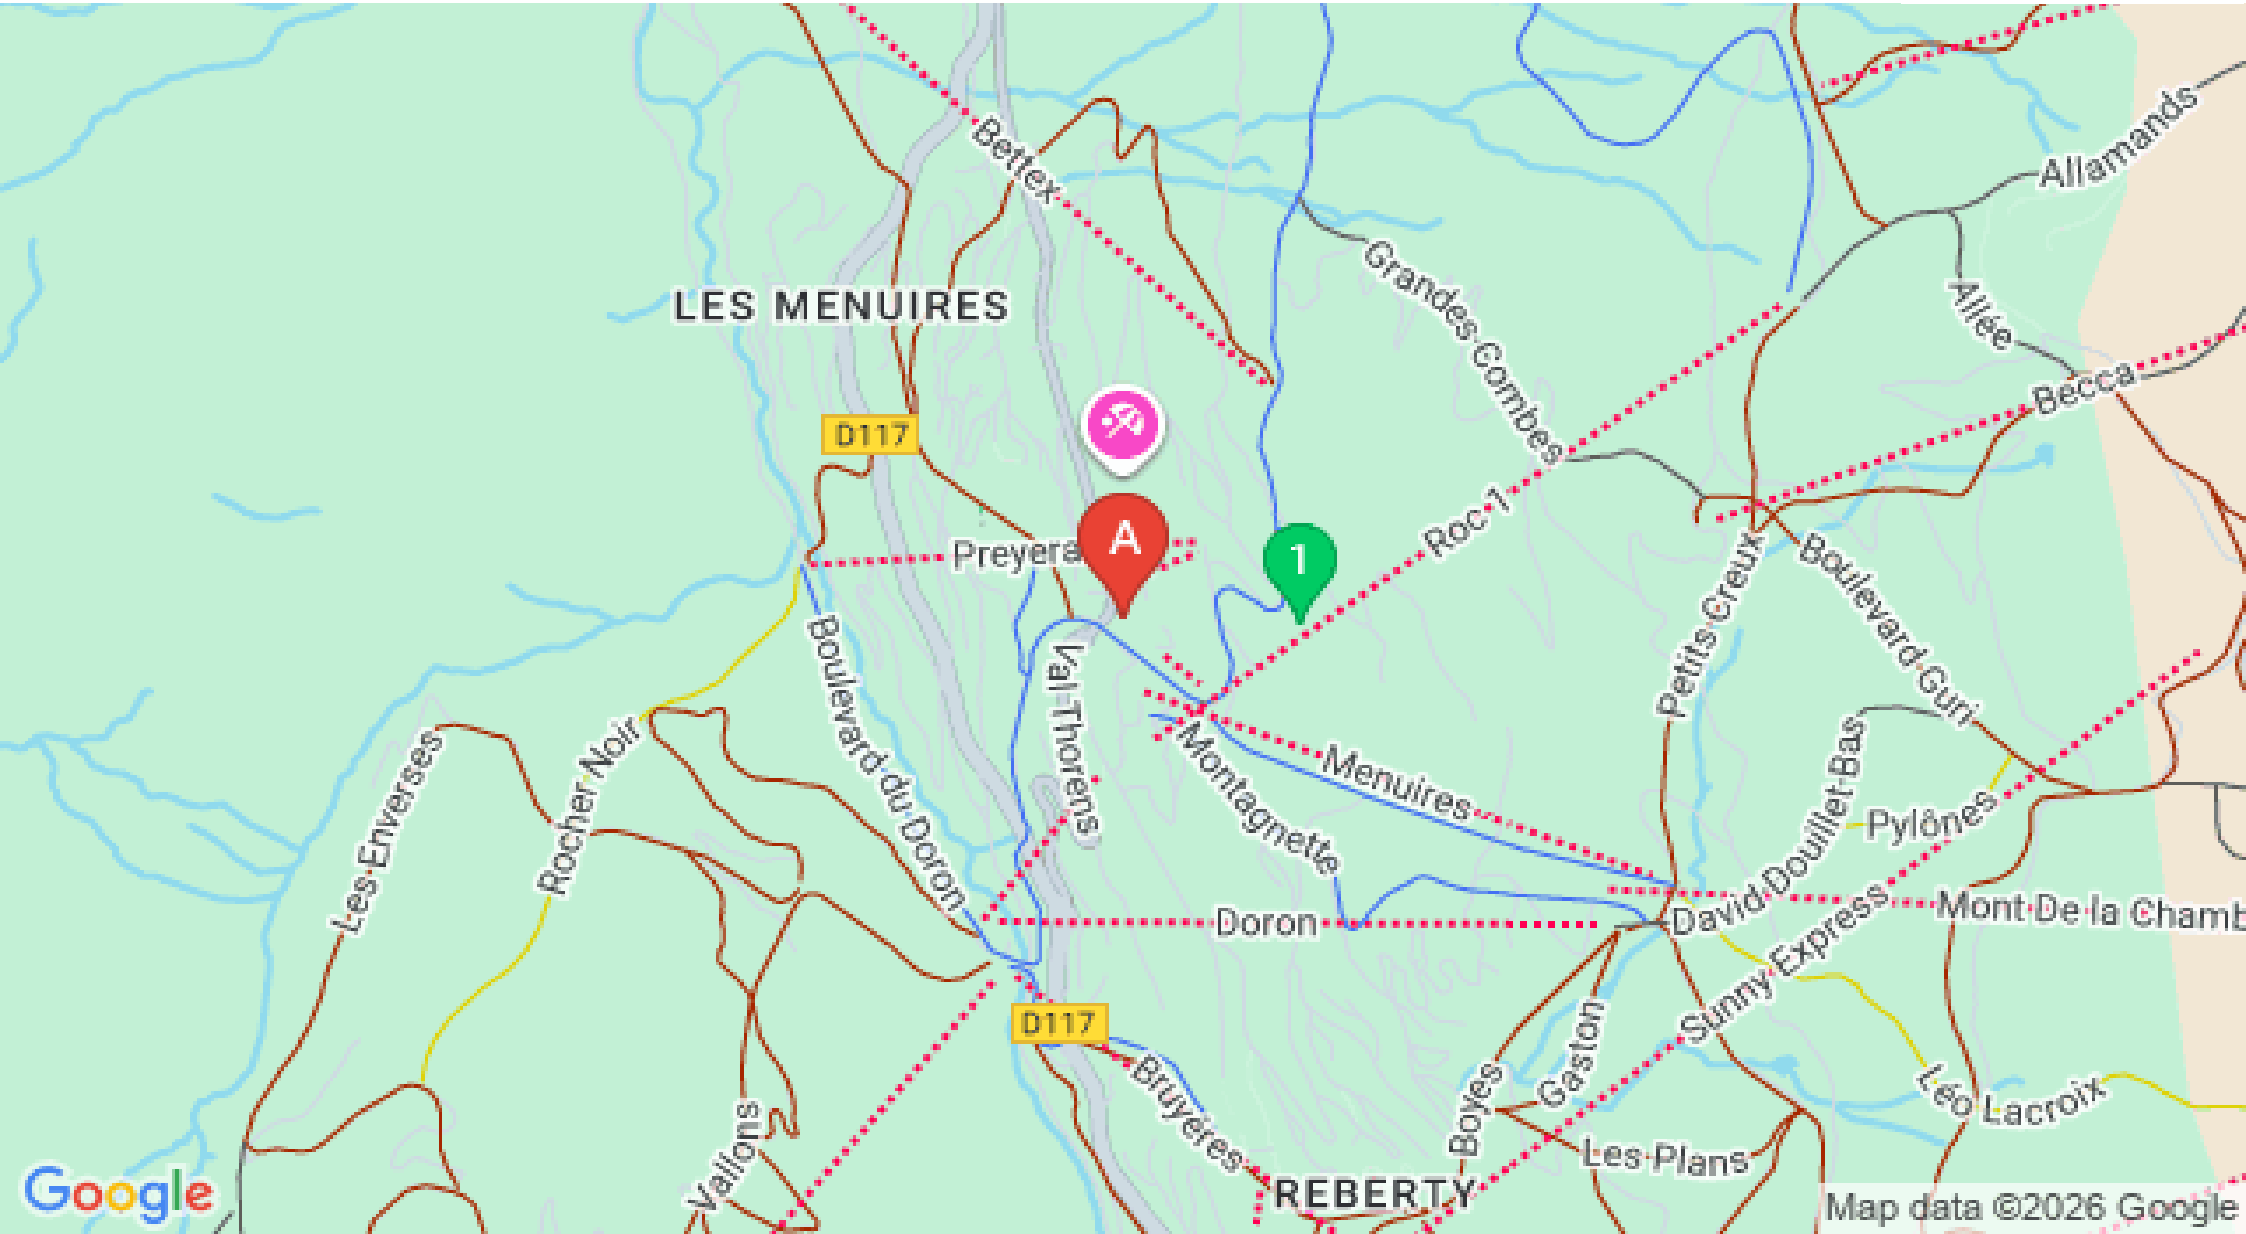 Bettex
Allamands
Grandes Combes
LES MENUIRES
Allée
Becca
D117
Roc 1
A
1
Preyera
Petits Creux
Boulevard Guri
Boulevard du Doron
Val Thorens
Rocher Noir
Les Enverses
Montagnette
Menuires
David Douillet Bas
Pylônes
Doron
Mont De la Chamb
Sunny Express
D117
Gaston
Bruyères
Boyes
Léo Lacroix
Vallons
Les Plans
REBERTY
Google
Map data ©2026 Google